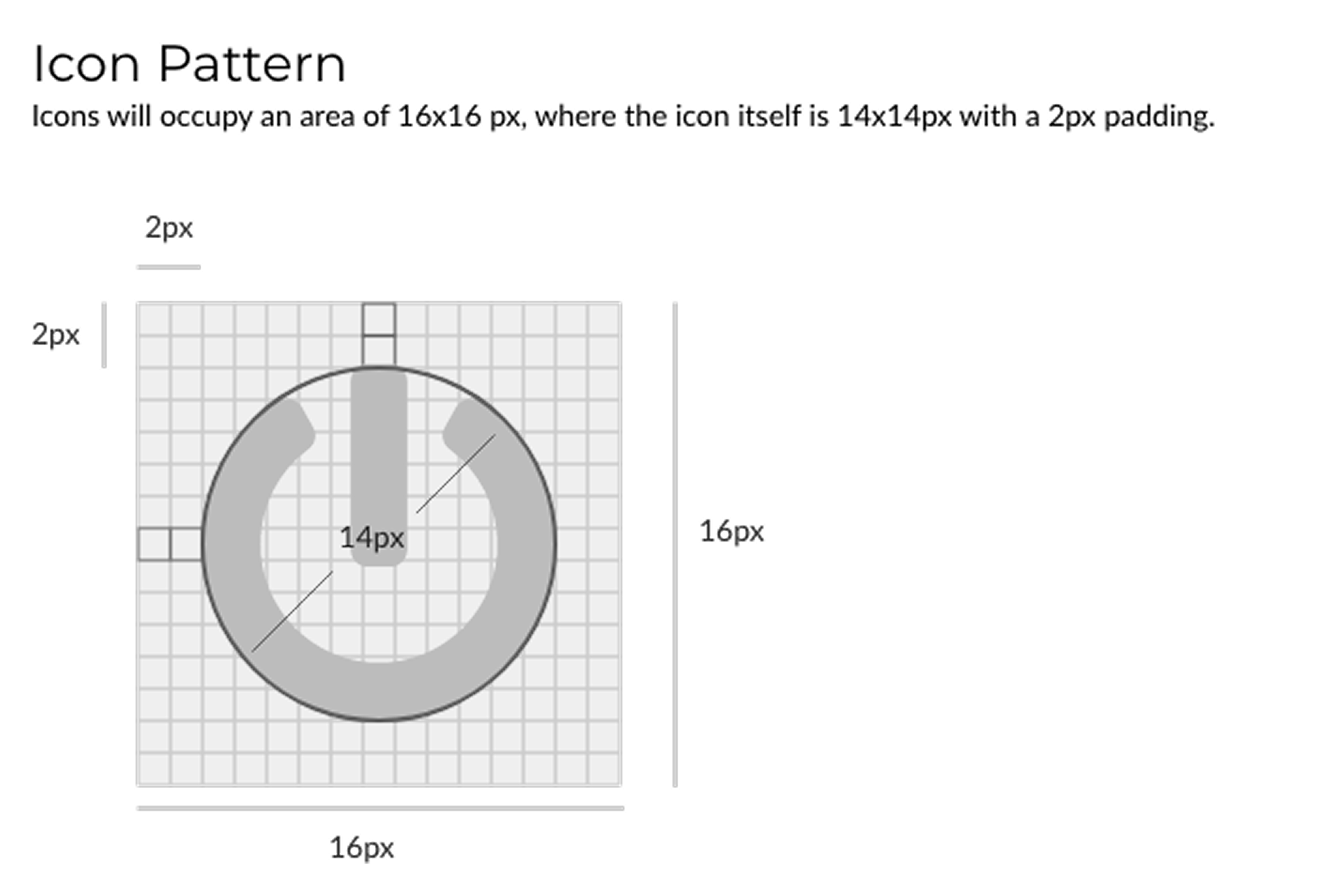 Icon Pattern
Icons will occupy an area of 16x16 px, where the icon itself is 14x14px with a 2px padding.
2px
2px
14px
16px
16px